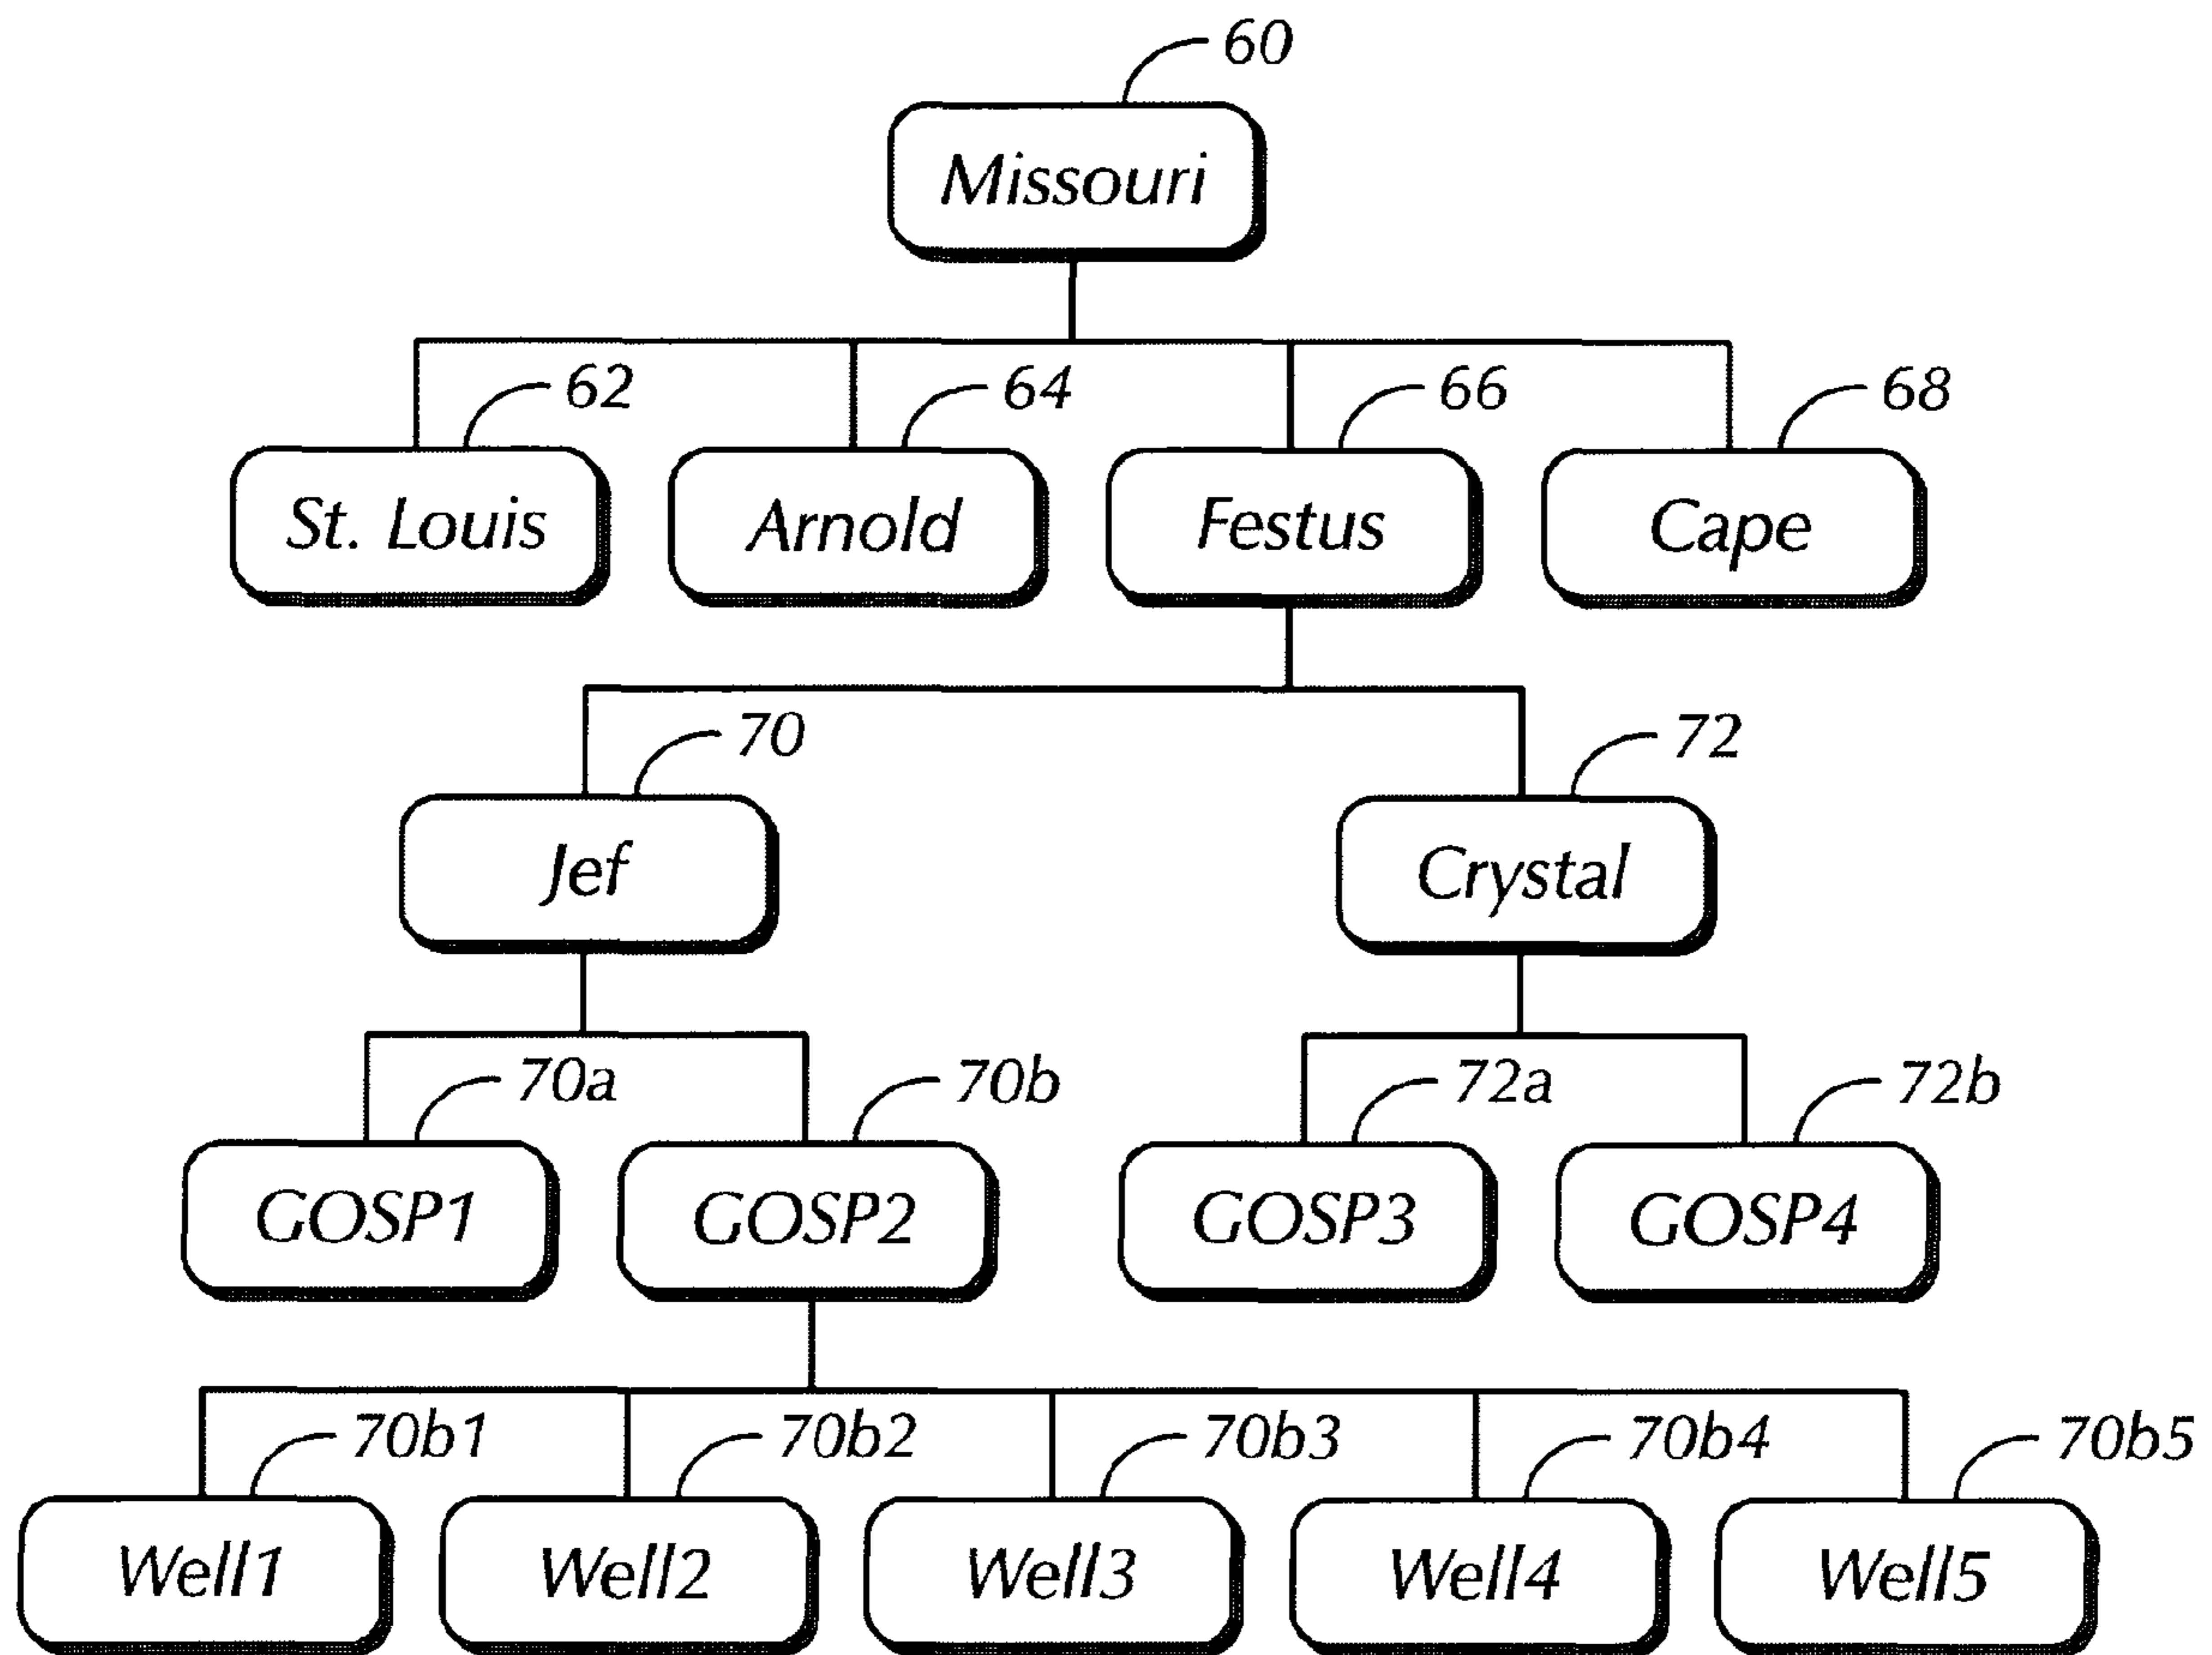 60
Missouri
62 64 66 68
St. Louis Arnold Festus Cape
70 72
Jef Crystal
70a 70b 72a 72b
GOSP1 GOSP2 GOSP3 GOSP4
70b1 70b2 70b3 70b4 70b5
Well1 Well2 Well3 Well4 Well5